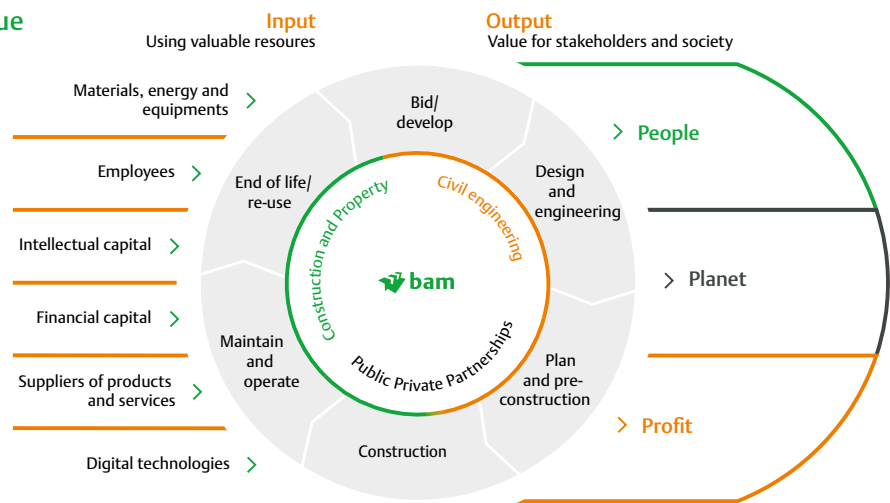 ue
Input
Using valuable resoures
Output
Value for stakeholders and society
Materials, energy and
equipments
Employees
Intellectual capital
Financial capital
Suppliers of products
and services
Digital technologies
Bid/
develop
Design
and
engineering
Plan
and pre-
construction
Construction
Maintain
and
operate
End of life/
re-use
Construction and Property
Civil engineering
Public Private Partnerships
bam
People
Planet
Profit